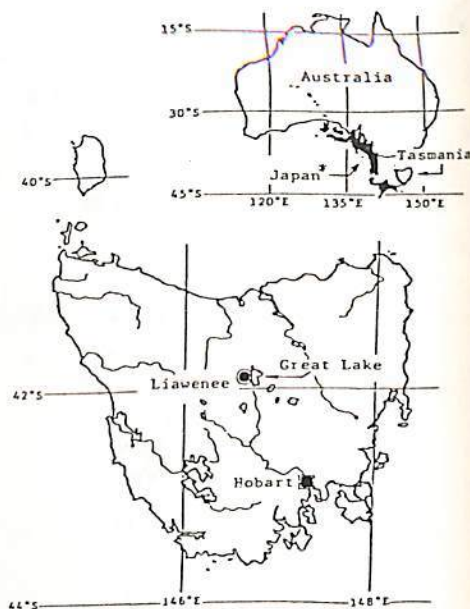 15°S
Australia
30°S
Tasmania
Japan*
40°S
45°S
120°E 135°E 150°E
Great Lake
Liawenee
42°S
Hobart
44°S
146°E 148°E